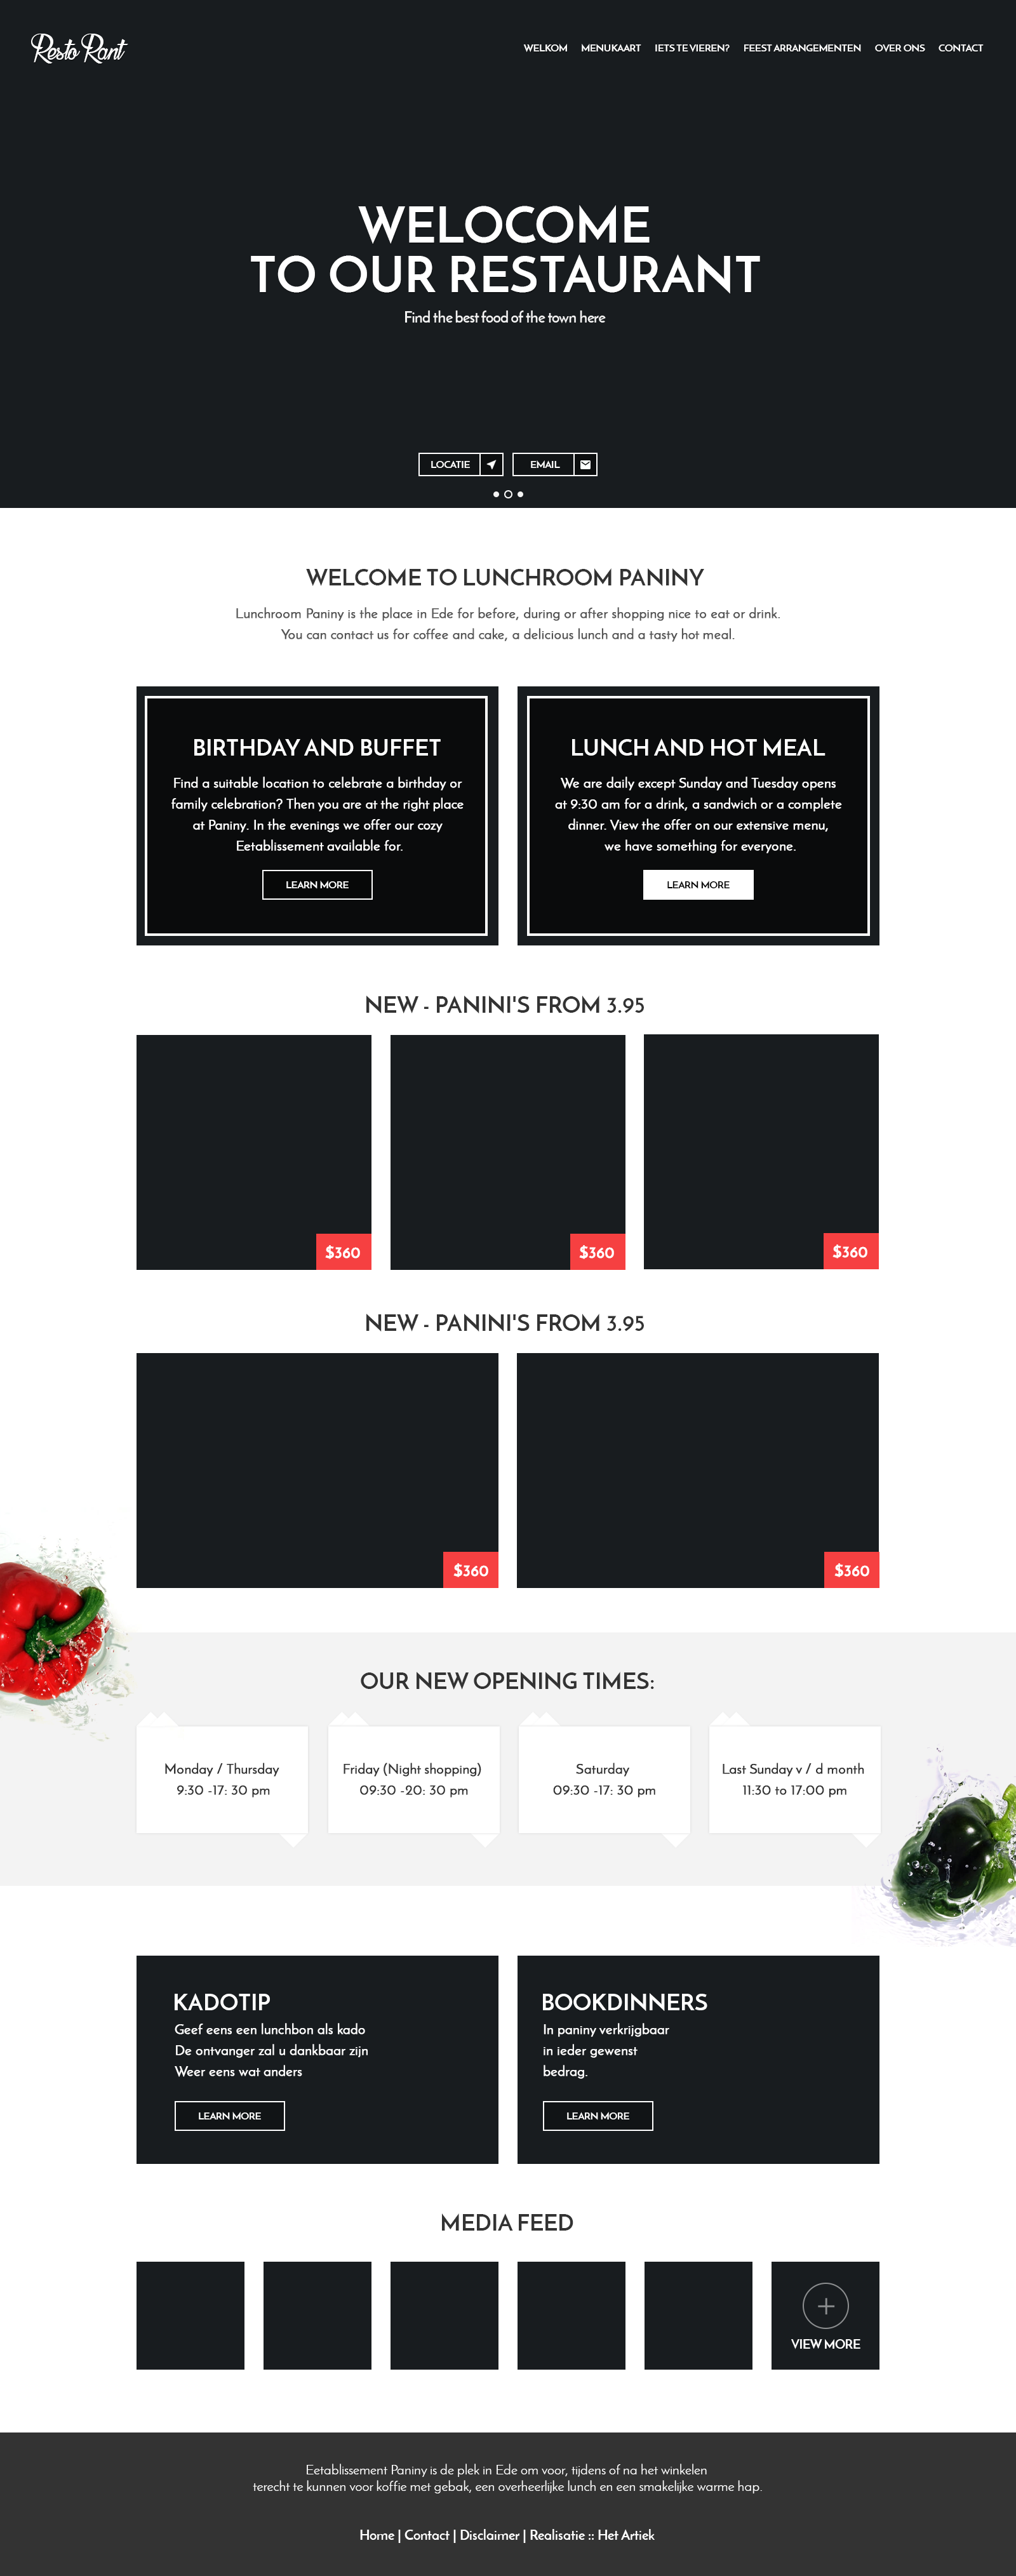 Resto Rant
WELKOM MENUKAART IETS TE VIEREN? FEEST ARRANGEMENTEN OVER ONS CONTACT
WELOCOME
TO OUR RESTAURANT
Find the best food of the town here
LOCATIE EMAIL
WELCOME TO LUNCHROOM PANINY
Lunchroom Paniny is the place in Ede for before, during or after shopping nice to eat or drink.
You can contact us for coffee and cake, a delicious lunch and a tasty hot meal.
BIRTHDAY AND BUFFET
Find a suitable location to celebrate a birthday or
family celebration? Then you are at the right place
at Paniny. In the evenings we offer our cozy
Eetablissement available for.
LEARN MORE
LUNCH AND HOT MEAL
We are daily except Sunday and Tuesday opens
at 9:30 am for a drink, a sandwich or a complete
dinner. View the offer on our extensive menu,
we have something for everyone.
LEARN MORE
NEW - PANINI'S FROM 3.95
$360 $360 $360
NEW - PANINI'S FROM 3.95
$360 $360
OUR NEW OPENING TIMES:
Monday / Thursday
9:30 -17: 30 pm
Friday (Night shopping)
09:30 -20: 30 pm
Saturday
09:30 -17: 30 pm
Last Sunday v / d month
11:30 to 17:00 pm
KADOTIP
Geef eens een lunchbon als kado
De ontvanger zal u dankbaar zijn
Weer eens wat anders
LEARN MORE
BOOKDINNERS
In paniny verkrijgbaar
in ieder gewenst
bedrag.
LEARN MORE
MEDIA FEED
VIEW MORE
Eetablissement Paniny is de plek in Ede om voor, tijdens of na het winkelen
terecht te kunnen voor koffie met gebak, een overheerlijke lunch en een smakelijke warme hap.
Home | Contact | Disclaimer | Realisatie :: Het Artiek